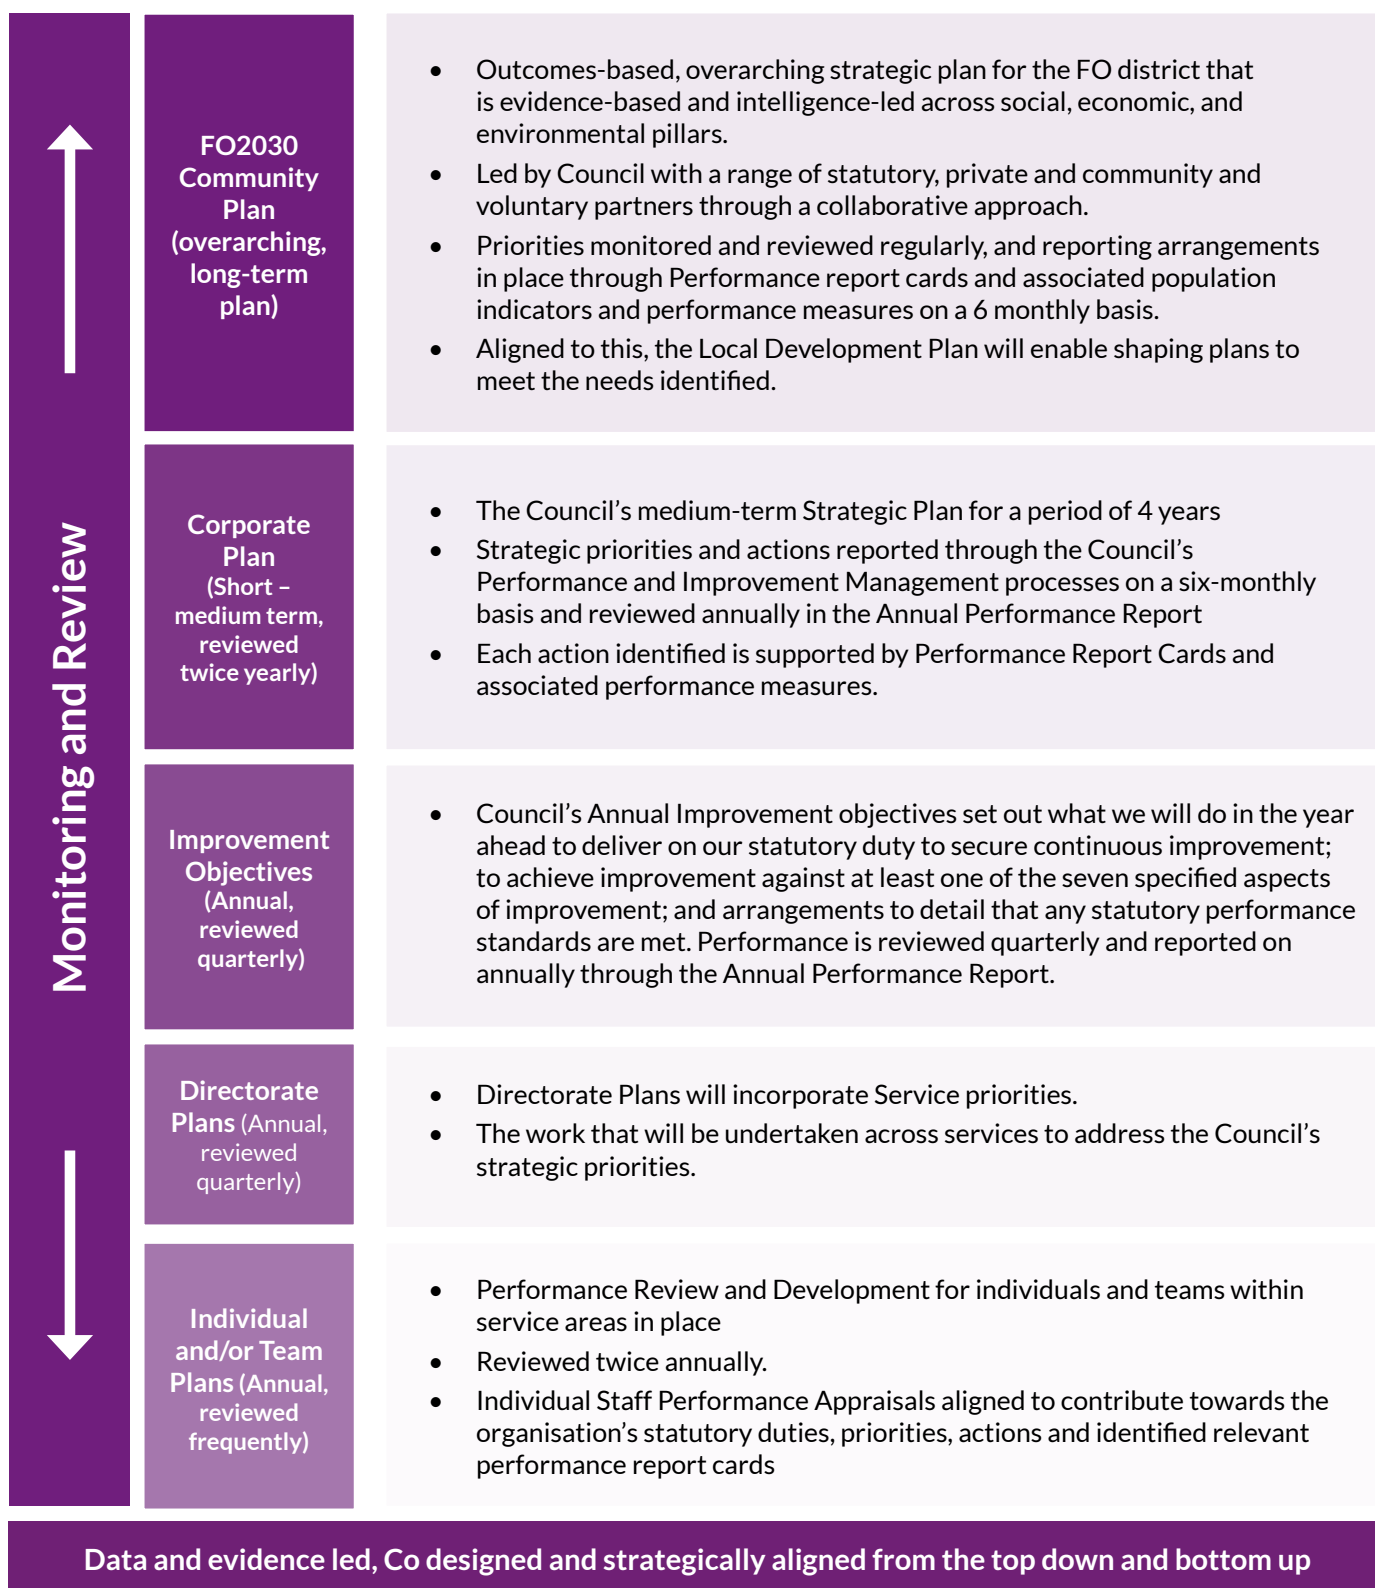 Monitoring and Review
FO2030
Community
Plan
(overarching,
long-term
plan)
• Outcomes-based, overarching strategic plan for the FO district that
is evidence-based and intelligence-led across social, economic, and
environmental pillars.
• Led by Council with a range of statutory, private and community and
voluntary partners through a collaborative approach.
• Priorities monitored and reviewed regularly, and reporting arrangements
in place through Performance report cards and associated population
indicators and performance measures on a 6 monthly basis.
• Aligned to this, the Local Development Plan will enable shaping plans to
meet the needs identified.
Corporate
Plan
(Short –
medium term,
reviewed
twice yearly)
• The Council’s medium-term Strategic Plan for a period of 4 years
• Strategic priorities and actions reported through the Council’s
Performance and Improvement Management processes on a six-monthly
basis and reviewed annually in the Annual Performance Report
• Each action identified is supported by Performance Report Cards and
associated performance measures.
Improvement
Objectives
(Annual,
reviewed
quarterly)
• Council’s Annual Improvement objectives set out what we will do in the year
ahead to deliver on our statutory duty to secure continuous improvement;
to achieve improvement against at least one of the seven specified aspects
of improvement; and arrangements to detail that any statutory performance
standards are met. Performance is reviewed quarterly and reported on
annually through the Annual Performance Report.
Directorate
Plans (Annual,
reviewed
quarterly)
• Directorate Plans will incorporate Service priorities.
• The work that will be undertaken across services to address the Council’s
strategic priorities.
Individual
and/or Team
Plans (Annual,
reviewed
frequently)
• Performance Review and Development for individuals and teams within
service areas in place
• Reviewed twice annually.
• Individual Staff Performance Appraisals aligned to contribute towards the
organisation’s statutory duties, priorities, actions and identified relevant
performance report cards
Data and evidence led, Co designed and strategically aligned from the top down and bottom up